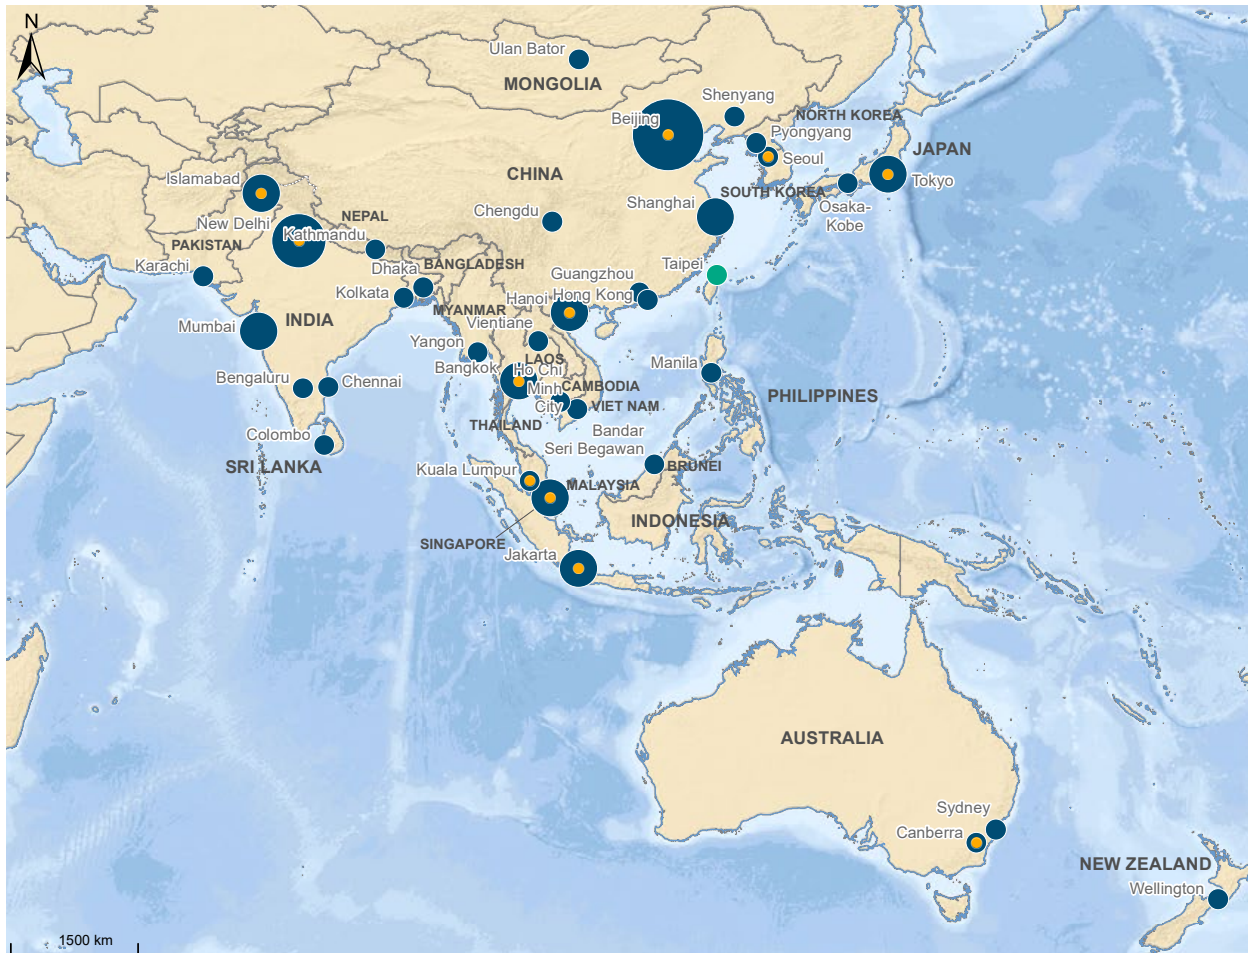 N
Ulan Bator
MONGOLIA
Shenyang
Beijing
NORTH KOREA
Pyongyang
JAPAN
Seoul
CHINA
Islamabad
Tokyo
SOUTH KOREA
Shanghai
Osaka-
Kobe
Chengdu
NEPAL
New Delhi
Kathmandu
PAKISTAN
Karachi
Dhaka
BANGLADESH
Taipei
Guangzhou
Kolkata
Hanoi
Hong Kong
MYANMAR
INDIA
Vientiane
Mumbai
Yangon
LAOS
Bangkok
Ho Chi
Minh
City
Manila
CAMBODIA
Bengaluru
Chennai
VIET NAM
PHILIPPINES
THAILAND
Colombo
Bandar
Seri Begawan
SRI LANKA
Kuala Lumpur
BRUNEI
MALAYSIA
INDONESIA
SINGAPORE
Jakarta
AUSTRALIA
Sydney
Canberra
NEW ZEALAND
Wellington
1500 km